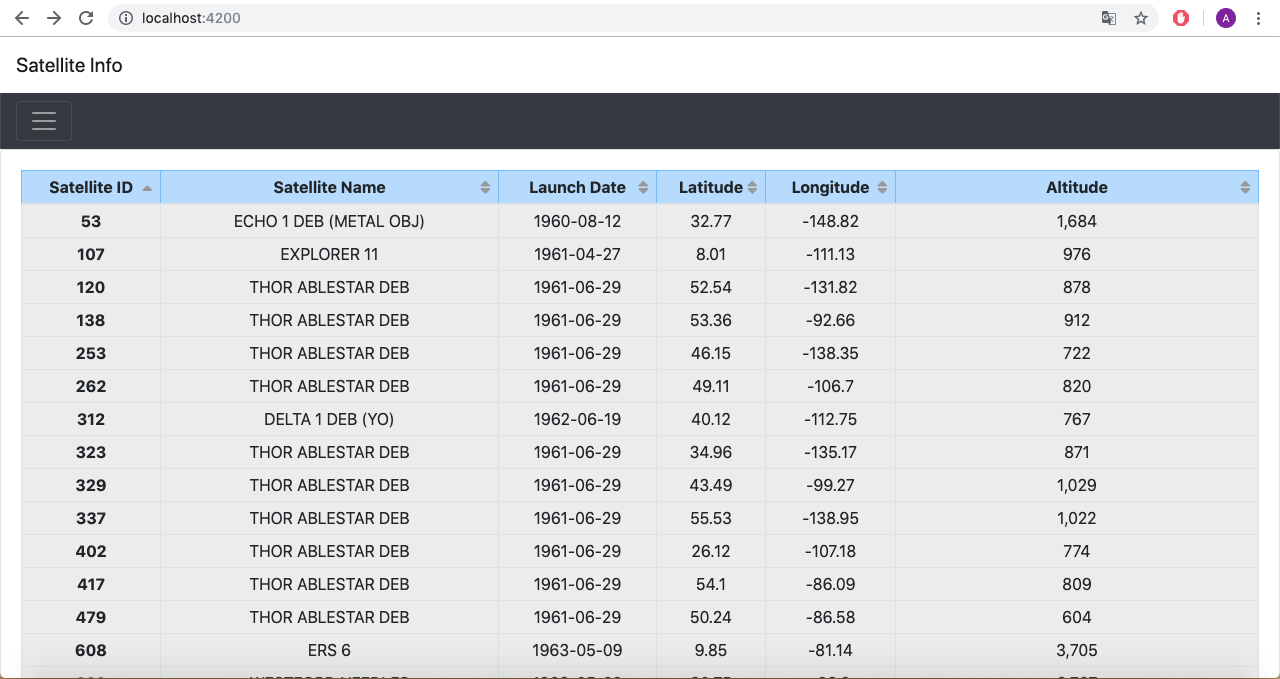 localhost:4200
A
Satellite Info
Satellite ID Satellite Name Launch Date Latitude Longitude Altitude
53 ECHO 1 DEB (METAL OBJ) 1960-08-12 32.77 -148.82 1,684
107 EXPLORER 11 1961-04-27 8.01 -111.13 976
120 THOR ABLESTAR DEB 1961-06-29 52.54 -131.82 878
138 THOR ABLESTAR DEB 1961-06-29 53.36 -92.66 912
253 THOR ABLESTAR DEB 1961-06-29 46.15 -138.35 722
262 THOR ABLESTAR DEB 1961-06-29 49.11 -106.7 820
312 DELTA 1 DEB (YO) 1962-06-19 40.12 -112.75 767
323 THOR ABLESTAR DEB 1961-06-29 34.96 -135.17 871
329 THOR ABLESTAR DEB 1961-06-29 43.49 -99.27 1,029
337 THOR ABLESTAR DEB 1961-06-29 55.53 -138.95 1,022
402 THOR ABLESTAR DEB 1961-06-29 26.12 -107.18 774
417 THOR ABLESTAR DEB 1961-06-29 54.1 -86.09 809
479 THOR ABLESTAR DEB 1961-06-29 50.24 -86.58 604
608 ERS 6 1963-05-09 9.85 -81.14 3,705